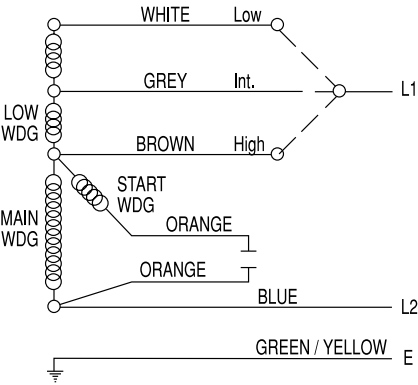 WHITE Low
GREY Int.
L1
LOW
WDG
BROWN High
START
WDG
MAIN
WDG
ORANGE
ORANGE
BLUE
L2
GREEN / YELLOW
E